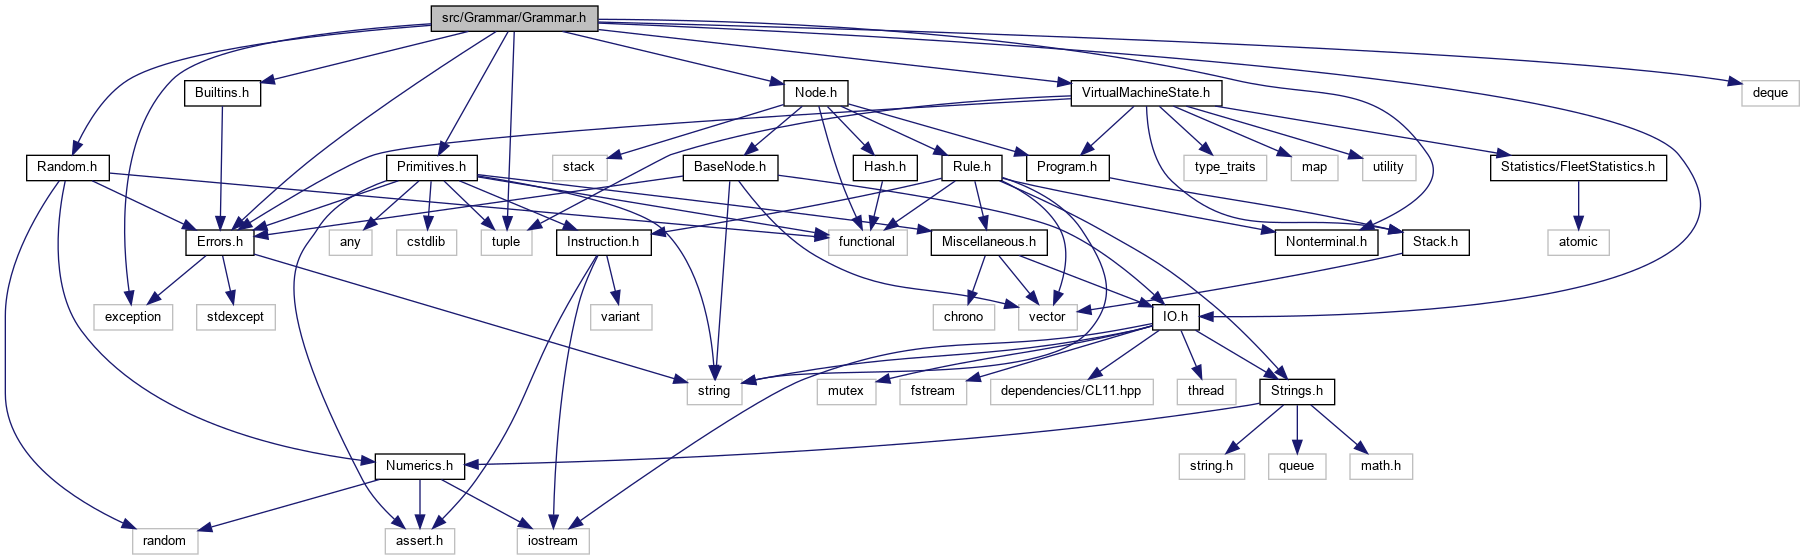 src/Grammar/Grammar.h
Builtins.h
Node.h
VirtualMachineState.h
deque
Random.h
Primitives.h
stack
BaseNode.h
Hash.h
Rule.h
Program.h
type_traits
map
utility
Statistics/FleetStatistics.h
Errors.h
any
cstdlib
tuple
Instruction.h
functional
Miscellaneous.h
Nonterminal.h
Stack.h
atomic
exception
stdexcept
variant
chrono
vector
IO.h
string
mutex
fstream
dependencies/CL11.hpp
thread
Strings.h
Numerics.h
string.h
queue
math.h
random
assert.h
iostream